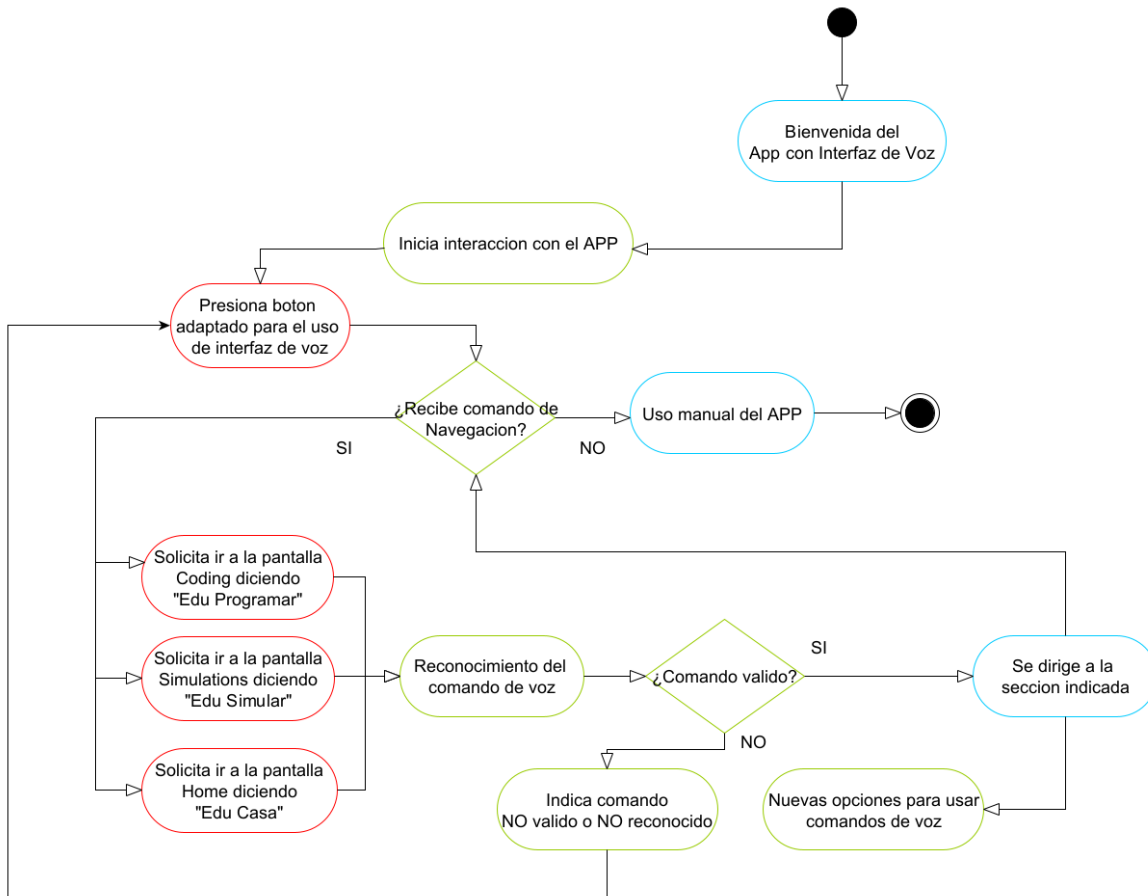 Bienvenida del
App con Interfaz de Voz
Inicia interaccion con el APP
Presiona boton
adaptado para el uso
de interfaz de voz
¿Recibe comando de
Navegacion?
SI
NO
Uso manual del APP
Solicita ir a la pantalla
Coding diciendo
"Edu Programar"
Solicita ir a la pantalla
Simulations diciendo
"Edu Simular"
Solicita ir a la pantalla
Home diciendo
"Edu Casa"
Reconocimiento del
comando de voz
¿Comando valido?
SI
NO
Se dirige a la
seccion indicada
Indica comando
NO valido o NO reconocido
Nuevas opciones para usar
comandos de voz